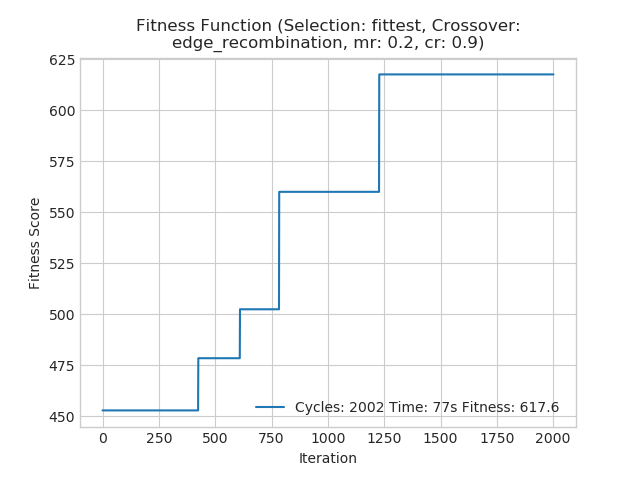 Fitness Function (Selection: fittest, Crossover:
edge_recombination, mr: 0.2, cr: 0.9)
625
600
575
550
525
500
475
450
Fitness Score
Cycles: 2002 Time: 77s Fitness: 617.6
0 250 500 750 1000 1250 1500 1750 2000
Iteration